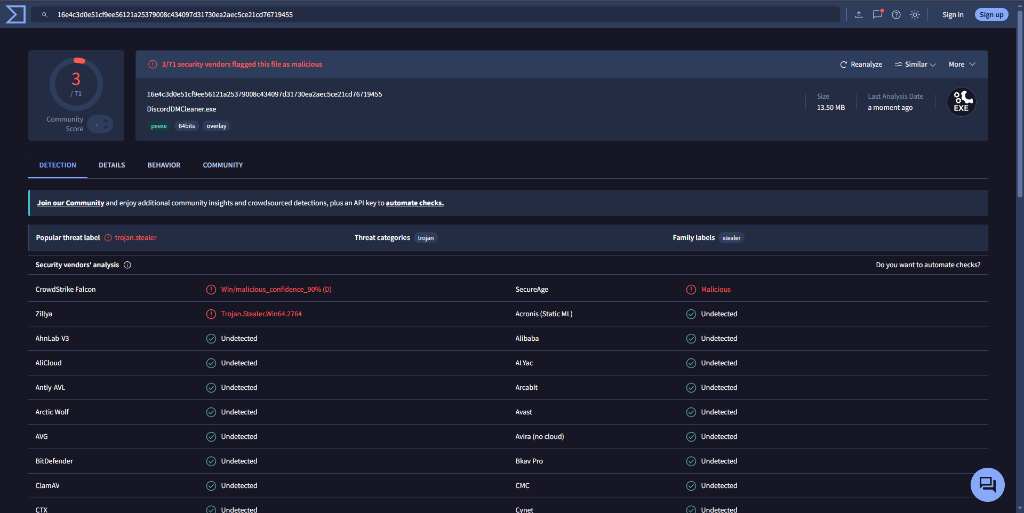 16e4c3d0e51cf9ee56121a25379008c434097d31730ea2aec5ce21cd76719455
Sign in
Sign up
3
/ 71
Community Score
-
3/71 security vendors flagged this file as malicious
Reanalyze
Similar
More
16e4c3d0e51cf9ee56121a25379008c434097d31730ea2aec5ce21cd76719455
DiscordDMCleaner.exe
peexe 64bits overlay
Size
13.50 MB
Last Analysis Date
a moment ago
EXE
DETECTION DETAILS BEHAVIOR COMMUNITY
Join our Community and enjoy additional community insights and crowdsourced detections, plus an API key to automate checks.
Popular threat label trojan.stealer Threat categories trojan Family labels stealer
Security vendors' analysis Do you want to automate checks?
CrowdStrike Falcon Win/malicious_confidence_90% (D) SecureAge Malicious
Zillya Trojan.Stealer.Win64.2764 Acronis (Static ML) Undetected
AhnLab-V3 Undetected Alibaba Undetected
AliCloud Undetected ALYac Undetected
Antiy-AVL Undetected Arcabit Undetected
Arctic Wolf Undetected Avast Undetected
AVG Undetected Avira (no cloud) Undetected
BitDefender Undetected Bkav Pro Undetected
ClamAV Undetected CMC Undetected
CTX Undetected Cynet Undetected